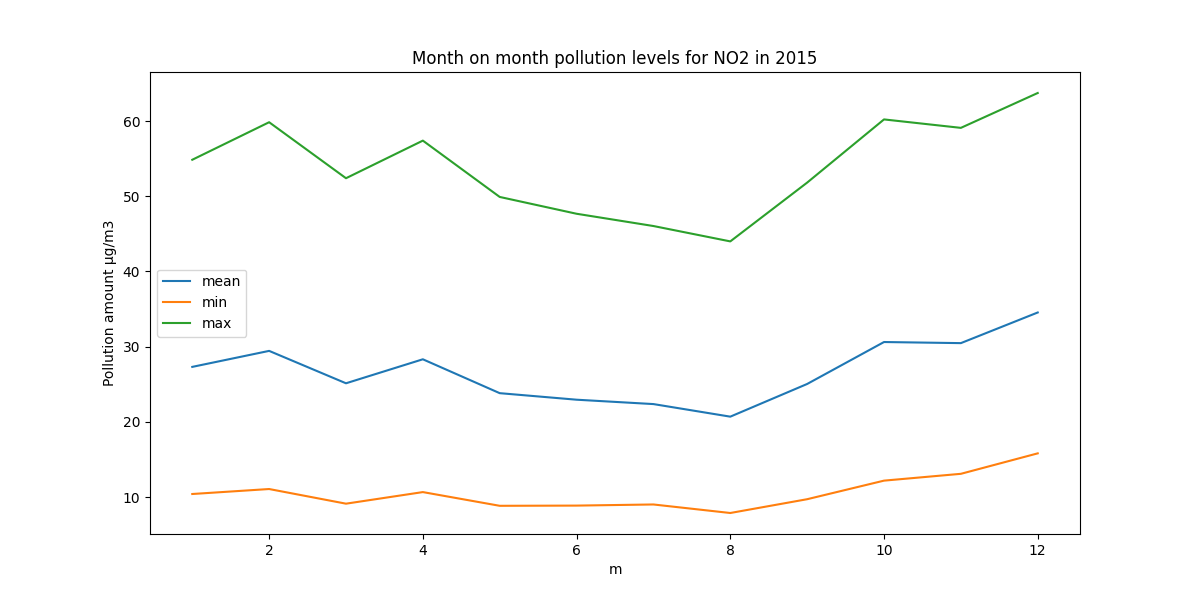 Month on month pollution levels for NO2 in 2015
Pollution amount µg/m3
60
50
40
30
20
10
mean
min
max
2 4 6 8 10 12
m